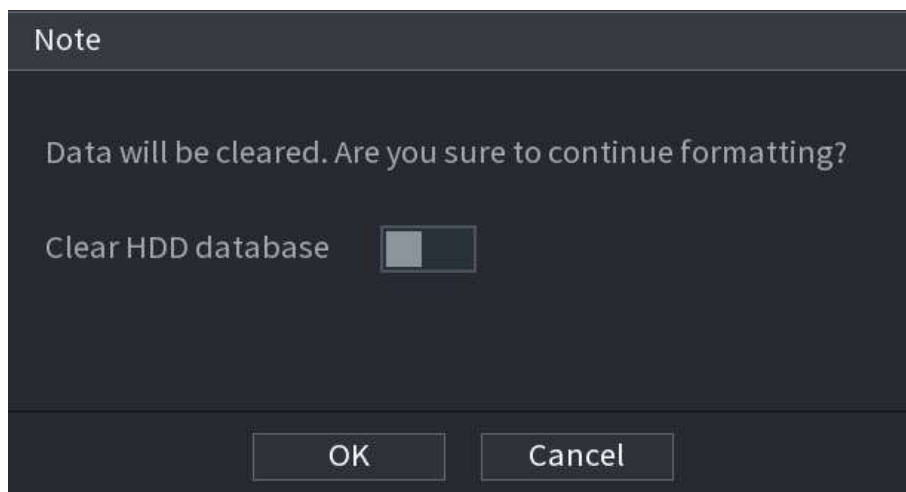 Note
Data will be cleared. Are you sure to continue formatting?
Clear HDD database
OK
Cancel